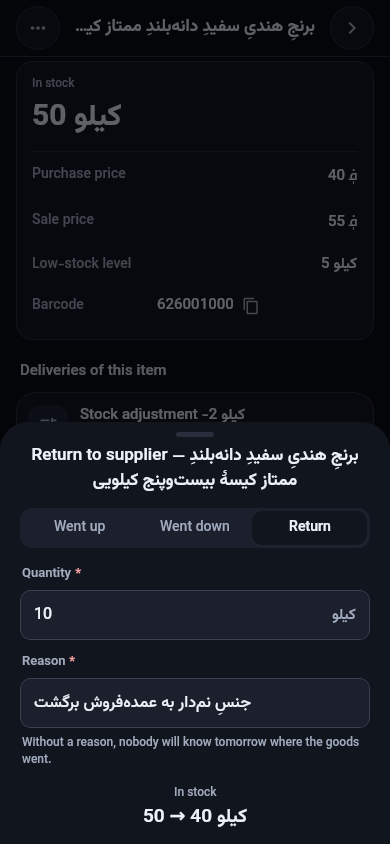 برنجِ هنديِ سفیدِ دانه‌بلندِ ممتاز کیـ...
In stock
50 کیلو
Purchase price
40 ؋
Sale price
55 ؋
Low-stock level
5 کیلو
Barcode
626001000
Deliveries of this item
Stock adjustment -2 کیلو
Return to supplier — برنجِ هنديِ سفیدِ دانه‌بلندِ
ممتاز کیسهٔ بیست‌وپنج کیلویی
Went up
Went down
Return
Quantity *
10
کیلو
Reason *
جنسِ نم‌دار به عمده‌فروش برگشت
Without a reason, nobody will know tomorrow where the goods
went.
In stock
50 → 40 کیلو